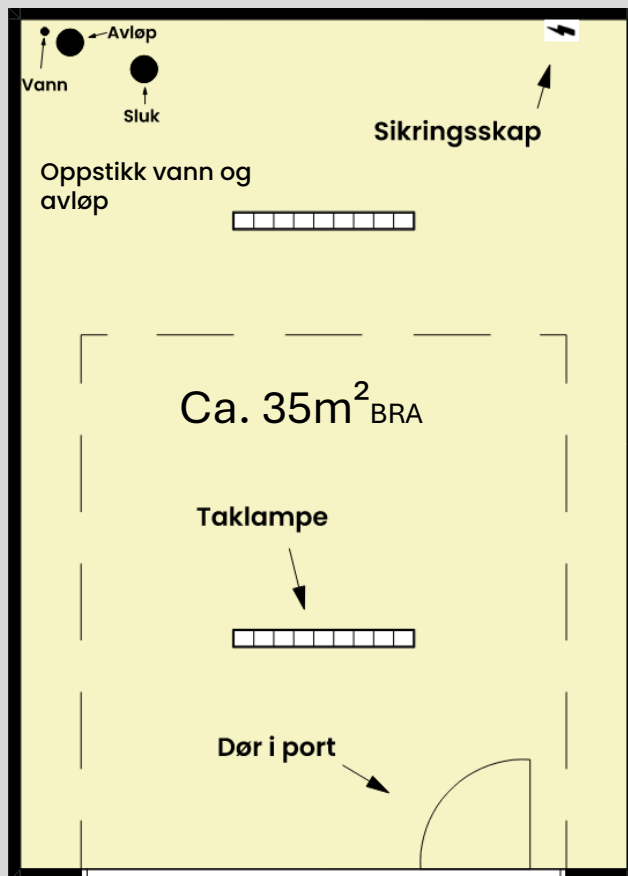 Avløp
Vann
Sluk
Sikringsskap
Oppstikk vann og
avløp
Ca. 35m²BRA
Taklampe
Dør i port